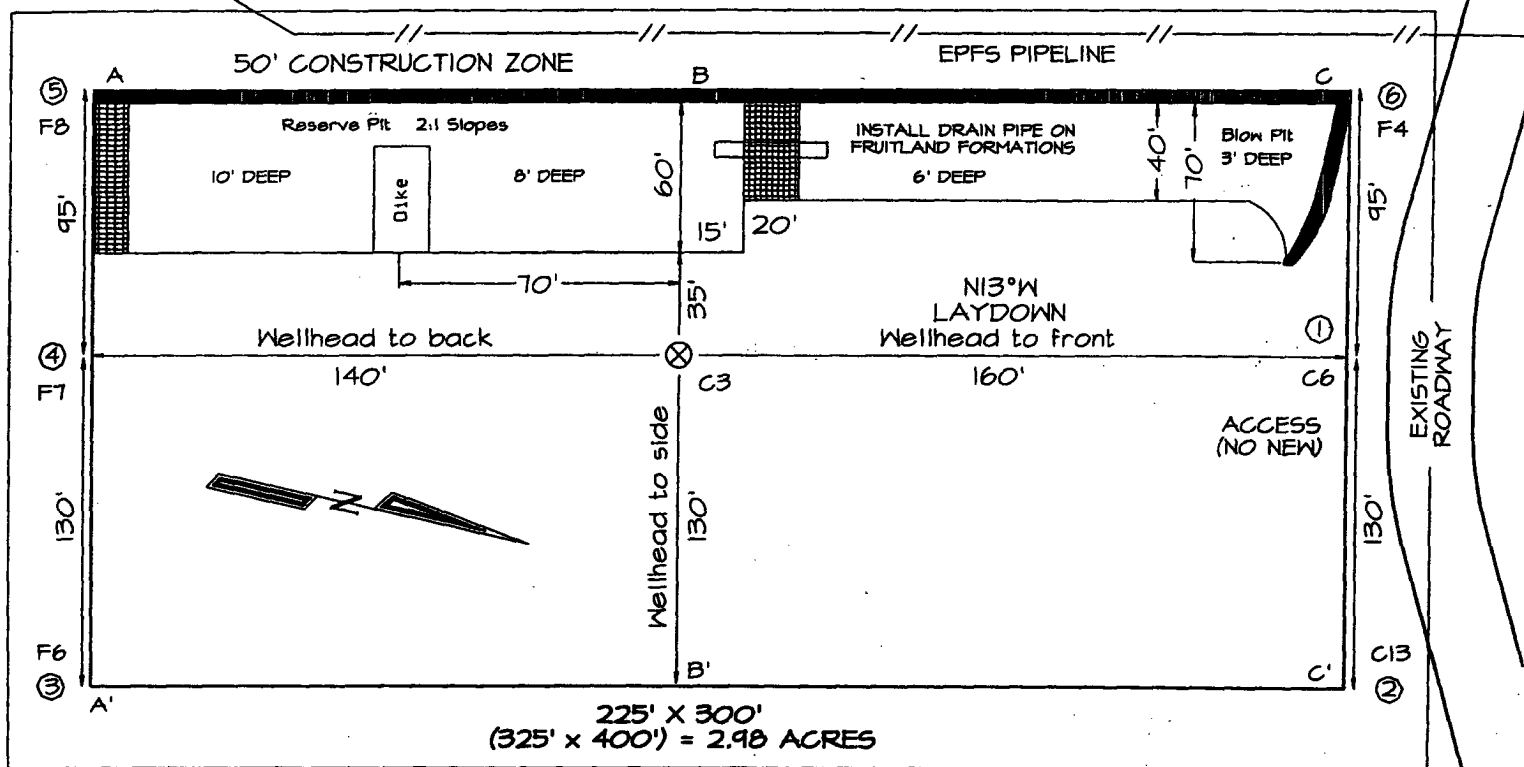 50' CONSTRUCTION ZONE
EPFS PIPELINE
A
B
C
5
6
F8
F4
Reserve Pit 2:1 Slopes
INSTALL DRAIN PIPE ON
FRUITLAND FORMATIONS
Blow Pit
3' DEEP
40'
70'
10' DEEP
8' DEEP
6' DEEP
Dike
60'
95'
95'
15'
20'
70'
35'
N13°W
LAYDOWN
Wellhead to back
Wellhead to front
1
4
140'
C3
160'
C6
F7
EXISTING
ROADWAY
ACCESS
(NO NEW)
N
Wellhead to side
130'
130'
130'
F6
C13
3
A'
B'
C'
2
225' X 300'
(325' x 400') = 2.98 ACRES